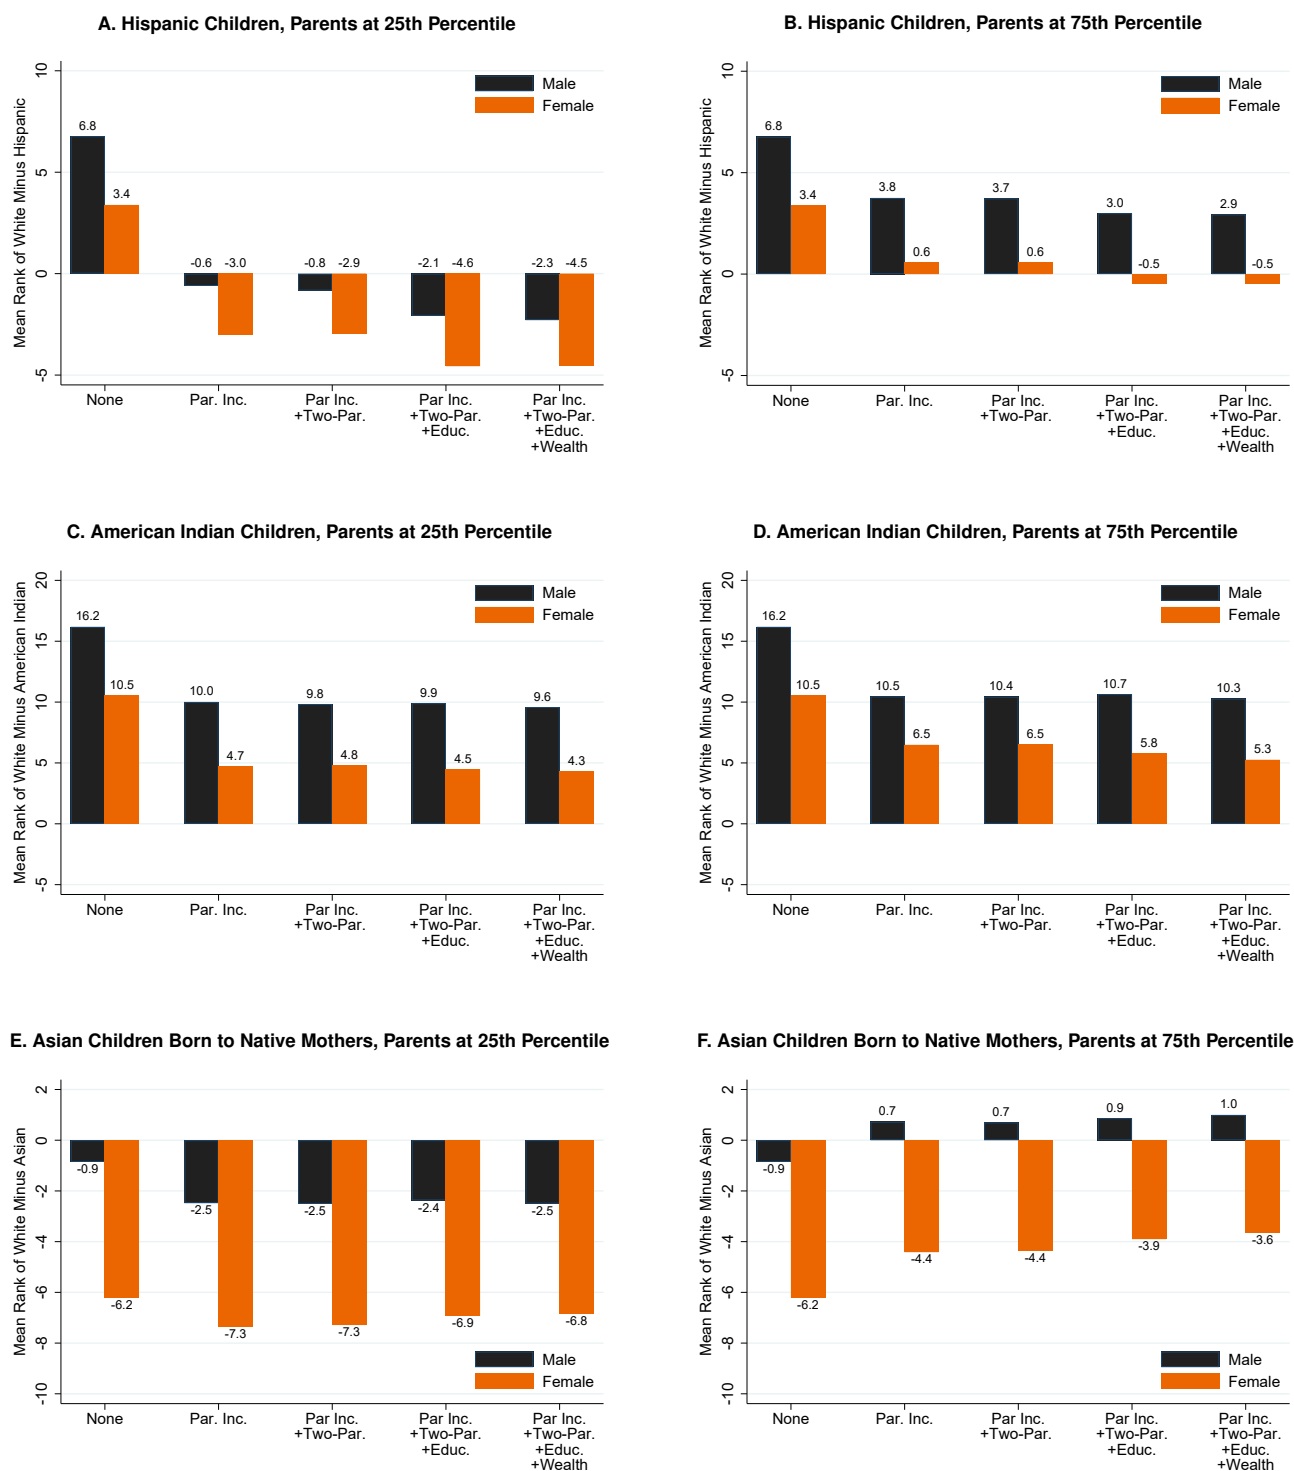 A. Hispanic Children, Parents at 25th Percentile
Mean Rank of White Minus Hispanic
10
5
0
-5
Male
Female
6.8
3.4
-0.6
-3.0
-0.8
-2.9
-2.1
-4.6
-2.3
-4.5
None
Par. Inc.
Par Inc.
+Two-Par.
Par Inc.
+Two-Par.
+Educ.
Par Inc.
+Two-Par.
+Educ.
+Wealth
B. Hispanic Children, Parents at 75th Percentile
Mean Rank of White Minus Hispanic
10
5
0
-5
Male
Female
6.8
3.4
3.8
0.6
3.7
0.6
3.0
-0.5
2.9
-0.5
None
Par. Inc.
Par Inc.
+Two-Par.
Par Inc.
+Two-Par.
+Educ.
Par Inc.
+Two-Par.
+Educ.
+Wealth
C. American Indian Children, Parents at 25th Percentile
Mean Rank of White Minus American Indian
20
15
10
5
0
-5
Male
Female
16.2
10.5
10.0
4.7
9.8
4.8
9.9
4.5
9.6
4.3
None
Par. Inc.
Par Inc.
+Two-Par.
Par Inc.
+Two-Par.
+Educ.
Par Inc.
+Two-Par.
+Educ.
+Wealth
D. American Indian Children, Parents at 75th Percentile
Mean Rank of White Minus American Indian
20
15
10
5
0
-5
Male
Female
16.2
10.5
10.5
6.5
10.4
6.5
10.7
5.8
10.3
5.3
None
Par. Inc.
Par Inc.
+Two-Par.
Par Inc.
+Two-Par.
+Educ.
Par Inc.
+Two-Par.
+Educ.
+Wealth
E. Asian Children Born to Native Mothers, Parents at 25th Percentile
Mean Rank of White Minus Asian
2
0
-2
-4
-6
-8
-10
-0.9
-6.2
-2.5
-7.3
-2.5
-7.3
-2.4
-6.9
-2.5
-6.8
Male
Female
None
Par. Inc.
Par Inc.
+Two-Par.
Par Inc.
+Two-Par.
+Educ.
Par Inc.
+Two-Par.
+Educ.
+Wealth
F. Asian Children Born to Native Mothers, Parents at 75th Percentile
Mean Rank of White Minus Asian
2
0
-2
-4
-6
-8
-10
-0.9
-6.2
0.7
-4.4
0.7
-4.4
0.9
-3.9
1.0
-3.6
Male
Female
None
Par. Inc.
Par Inc.
+Two-Par.
Par Inc.
+Two-Par.
+Educ.
Par Inc.
+Two-Par.
+Educ.
+Wealth